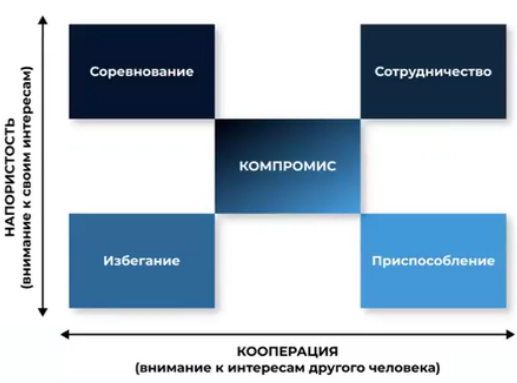 НАПОРИСТОСТЬ
(внимание к своим интересам)
Соревнование
Сотрудничество
КОМПРОМИС
Избегание
Приспособление
КООПЕРАЦИЯ
(внимание к интересам другого человека)